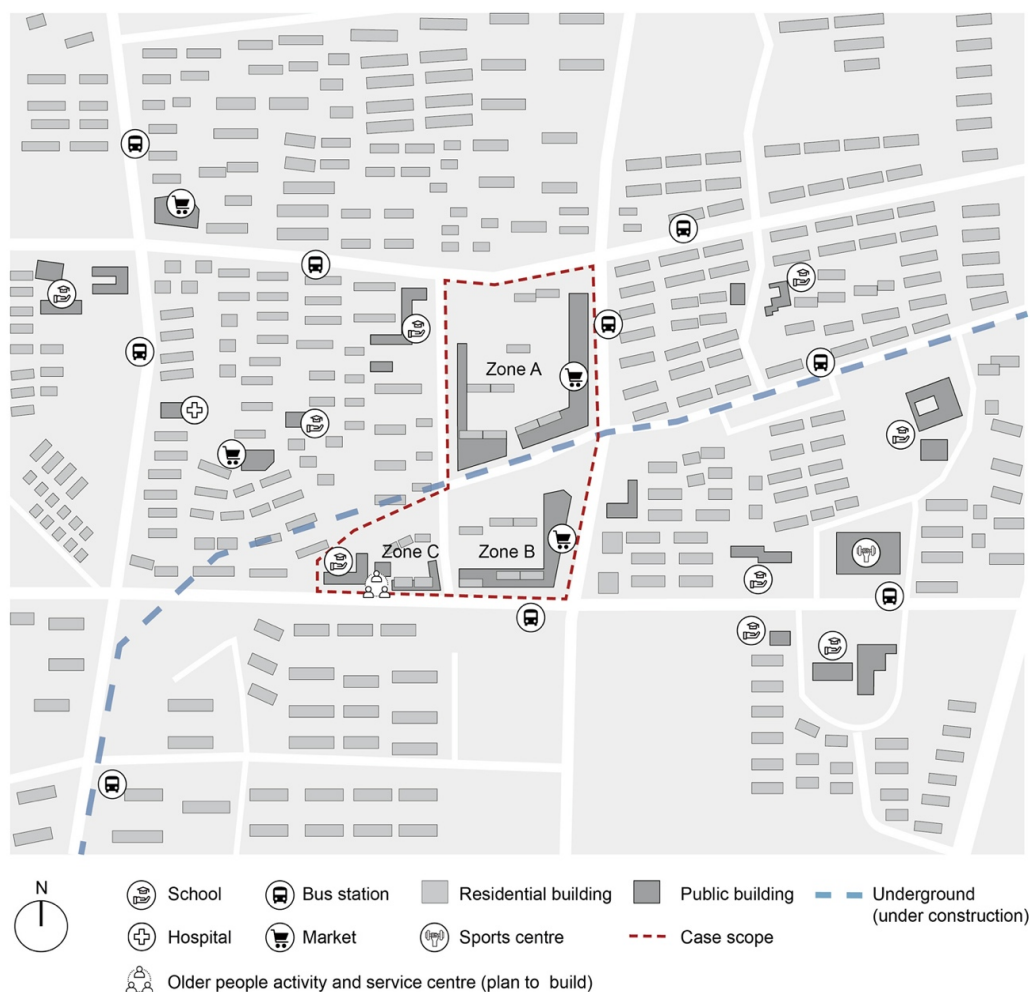 Zone A
Zone C
Zone B
N
School
Bus station
Residential building
Public building
Underground
(under construction)
Hospital
Market
Sports centre
Case scope
Older people activity and service centre (plan to build)